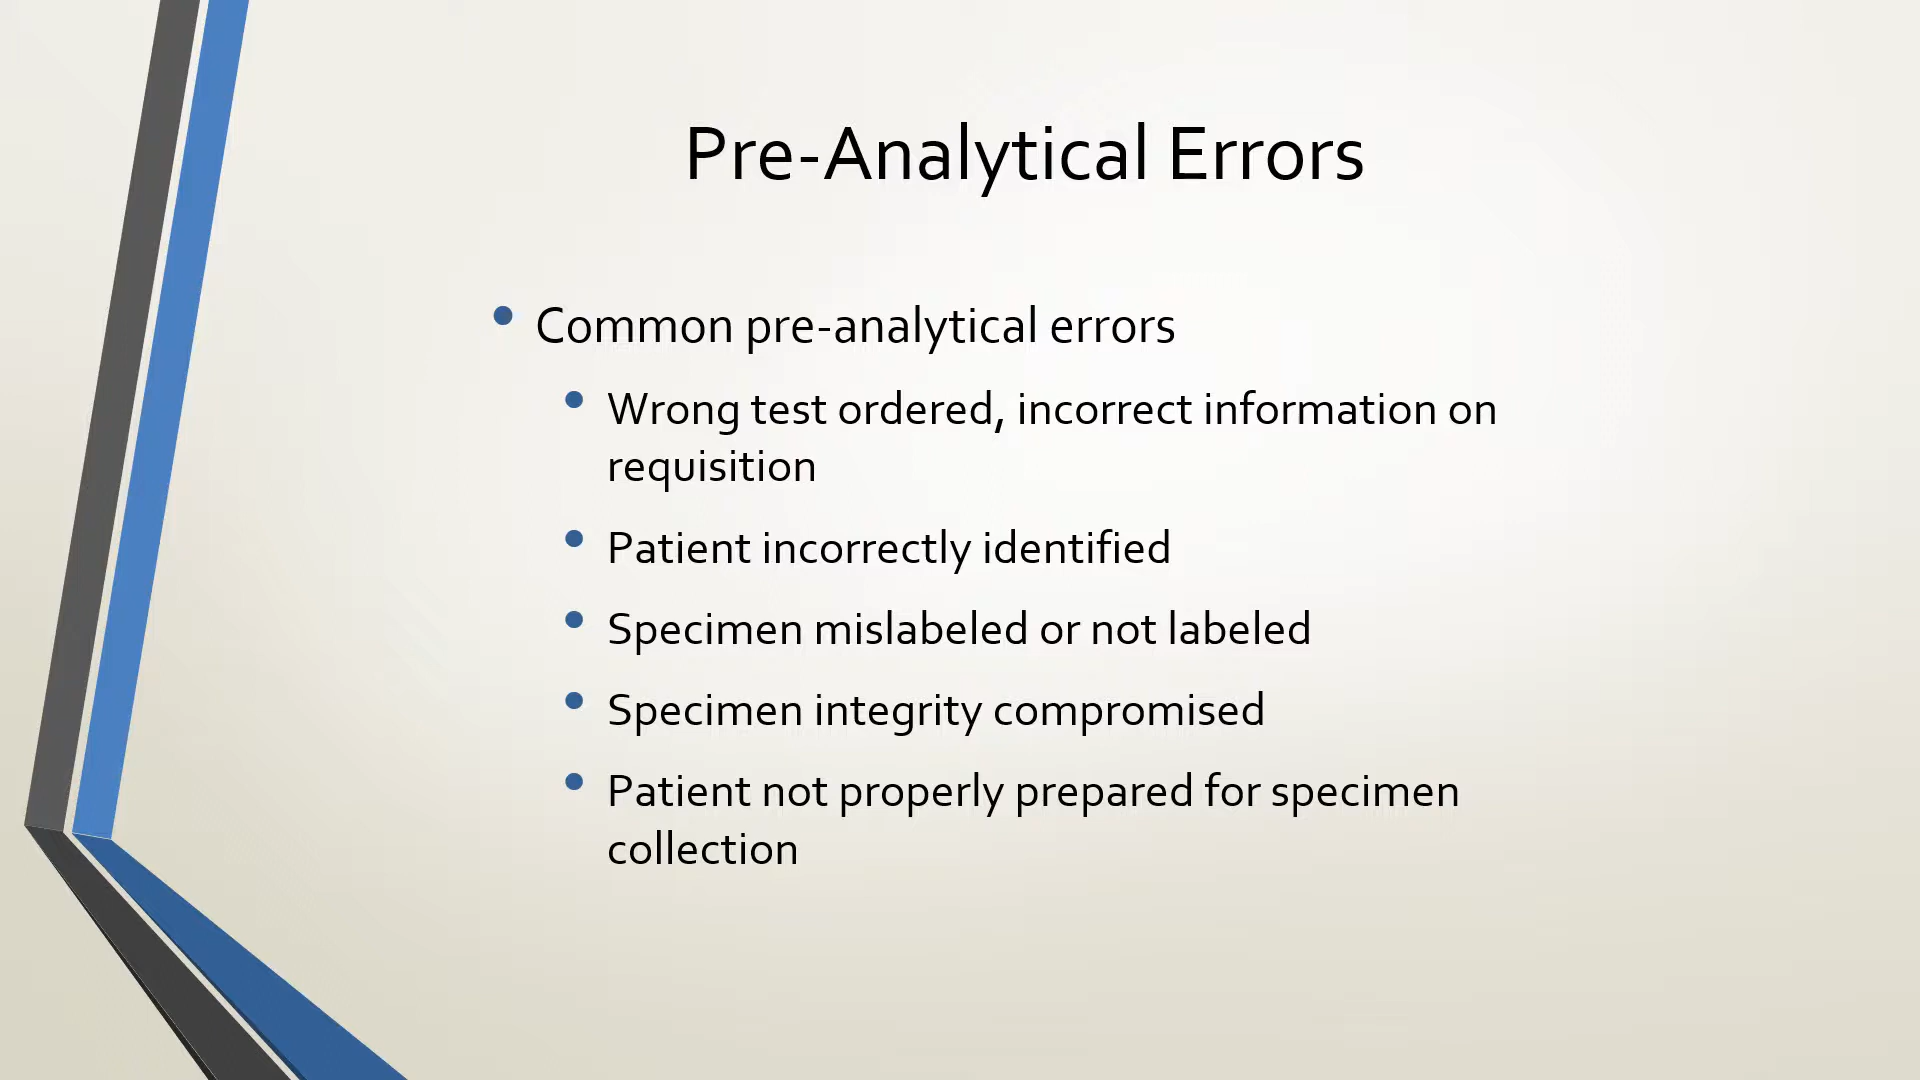 Pre-Analytical Errors
• Common pre-analytical errors
• Wrong test ordered, incorrect information on
requisition
• Patient incorrectly identified
• Specimen mislabeled or not labeled
• Specimen integrity compromised
• Patient not properly prepared for specimen
collection